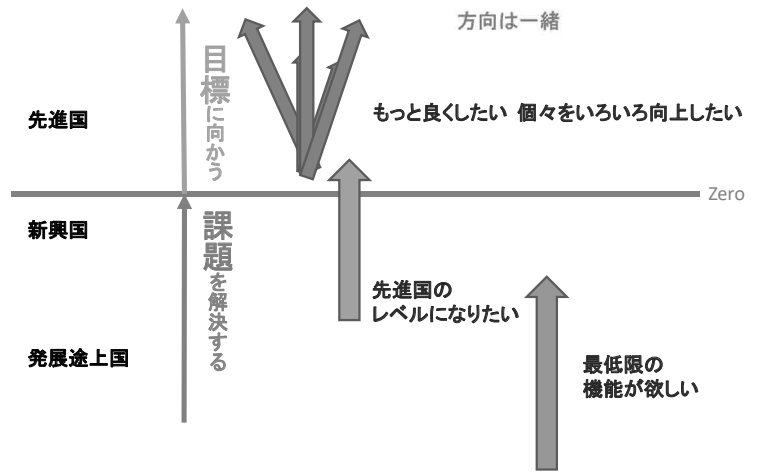 方向は一緒
目標に向かう
先進国
もっと良くしたい 個々をいろいろ向上したい
Zero
新興国
課題を解決する
先進国の
レベルになりたい
発展途上国
最低限の
機能が欲しい